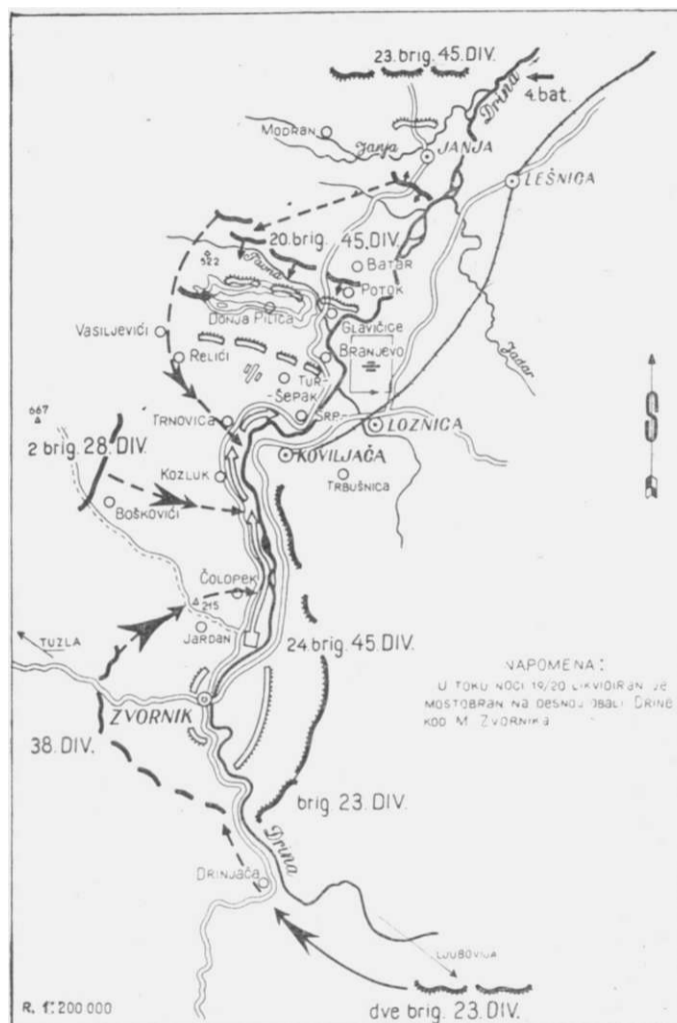 23.brig. 45.DIV.
Drina
4.bat.
MODRAN
Janja
JANJA
LEŠNICA
20.brig. 45.DIV.
BATAR
522
POTOK
DONJA PILICA
GLAVIČICE
VASILJEVIĆI
RELIĆI
BRANJEVO
Jadar
TUR-
-ŠEPAK
SRP-
667
TRNOVICA
LOZNICA
2 brig. 28. DIV.
KOVILJAČA
S
KOZLUK
TRBUŠNICA
BOŠKOVIĆI
ČOLOPEK
215
JARDAN
24. brig. 45. DIV.
TUZLA
NAPOMENA:
U TOKU NOĆI 19/20 LIKVIDIRAN JE
MOSTOBRAN NA DESNOJ OBALI DRINE
KOD M. ZVORNIKA
ZVORNIK
38. DIV.
brig. 23. DIV.
Drina
DRINJAČA
LJUBOVIJA
R. 1:200 000
dve brig. 23. DIV.